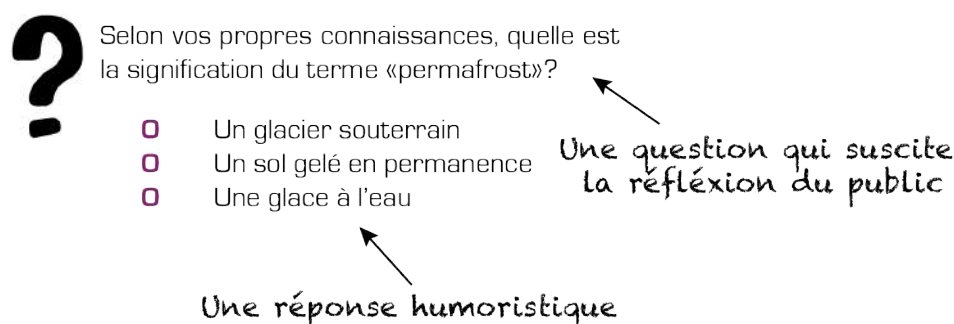 ?
Selon vos propres connaissances, quelle est
la signification du terme «permafrost»?
O Un glacier souterrain
O Un sol gelé en permanence
O Une glace à l'eau
Une question qui suscite
la réfléxion du public
Une réponse humoristique